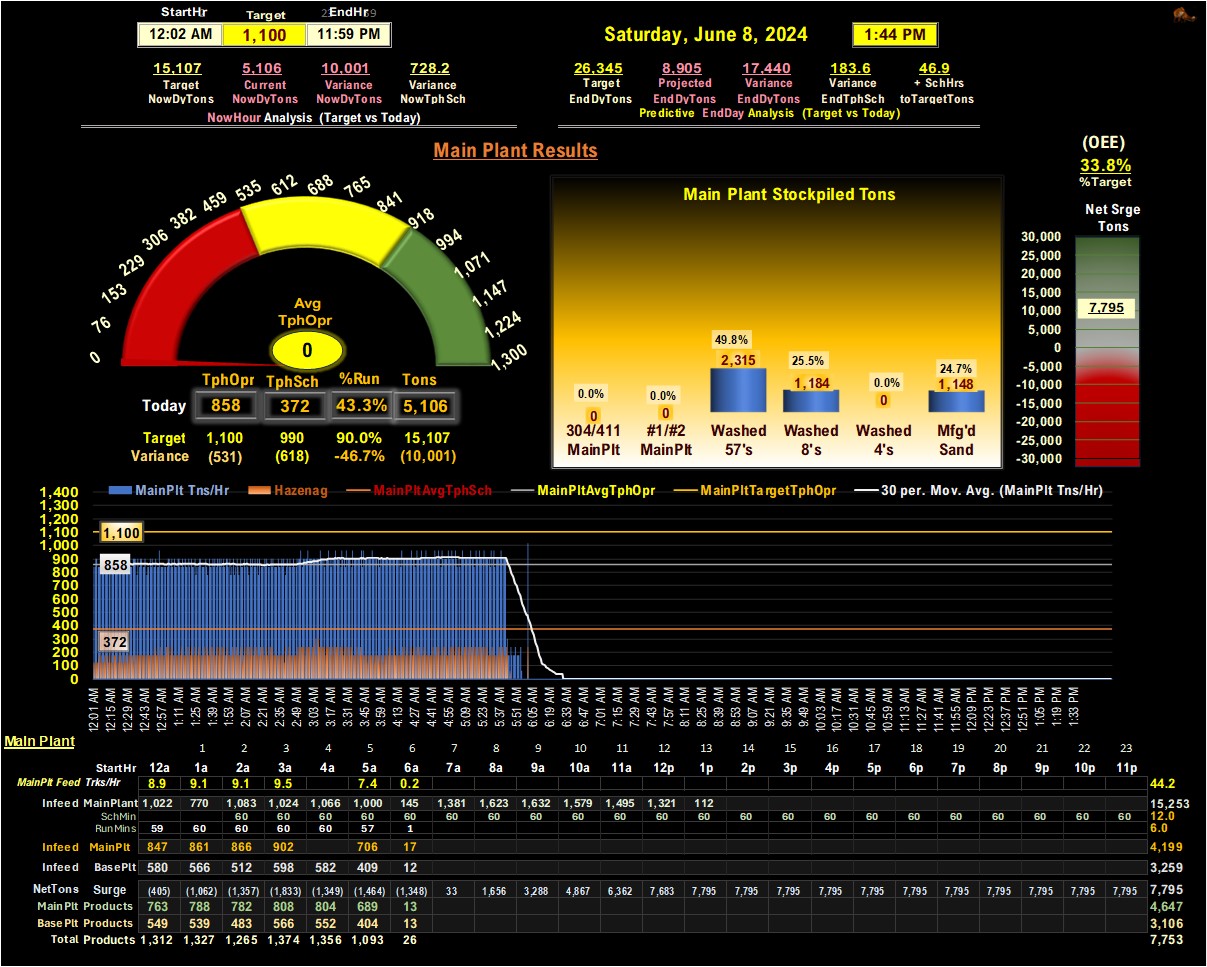 StartHr Target EndHr
12:02 AM 1,100 11:59 PM
Saturday, June 8, 2024 1:44 PM
15,107 5,106 10,001 728.2
Target Current Variance Variance
NowDyTons NowDyTons NowDyTons NowTphSch
NowHour Analysis (Target vs Today)
26,345 8,905 17,440 183.6 46.9
Target Projected Variance Variance + SchHrs
EndDyTons EndDyTons EndDyTons EndTphSch toTargetTons
Predictive EndDay Analysis (Target vs Today)
Main Plant Results
(OEE)
33.8%
%Target
0 76 153 229 306 382 459 535 612 688 765 841 918 994 1,071 1,147 1,224 1,300
Avg
TphOpr
0
TphOpr TphSch %Run Tons
Today 858 372 43.3% 5,106
Target 1,100 990 90.0% 15,107
Variance (531) (618) -46.7% (10,001)
Main Plant Stockpiled Tons
0.0% 0.0% 49.8% 25.5% 0.0% 24.7%
0 0 2,315 1,184 0 1,148
304/411 #1/#2 Washed Washed Washed Mfg'd
MainPlt MainPlt 57's 8's 4's Sand
Net Srge
Tons
30,000
25,000
20,000
15,000
10,000
7,795
5,000
0
-5,000
-10,000
-15,000
-20,000
-25,000
-30,000
MainPlt Tns/Hr Hazenag MainPltAvgTphSch MainPltAvgTphOpr MainPltTargetTphOpr 30 per. Mov. Avg. (MainPlt Tns/Hr)
1,400
1,300
1,200
1,100 1,100
1,000
900
800 858
700
600
500
400
300 372
200
100
0
12:01 AM 12:15 AM 12:29 AM 12:43 AM 12:57 AM 1:11 AM 1:25 AM 1:39 AM 1:53 AM 2:07 AM 2:21 AM 2:35 AM 2:49 AM 3:03 AM 3:17 AM 3:31 AM 3:45 AM 3:59 AM 4:13 AM 4:27 AM 4:41 AM 4:55 AM 5:09 AM 5:23 AM 5:37 AM 5:51 AM 6:05 AM 6:19 AM 6:33 AM 6:47 AM 7:01 AM 7:15 AM 7:29 AM 7:43 AM 7:57 AM 8:11 AM 8:25 AM 8:39 AM 8:53 AM 9:07 AM 9:21 AM 9:35 AM 9:49 AM 10:03 AM 10:17 AM 10:31 AM 10:45 AM 10:59 AM 11:13 AM 11:27 AM 11:41 AM 11:55 AM 12:09 PM 12:23 PM 12:37 PM 12:51 PM 1:05 PM 1:19 PM 1:33 PM
Main Plant
1 2 3 4 5 6 7 8 9 10 11 12 13 14 15 16 17 18 19 20 21 22 23
StartHr 12a 1a 2a 3a 4a 5a 6a 7a 8a 9a 10a 11a 12p 1p 2p 3p 4p 5p 6p 7p 8p 9p 10p 11p
MainPlt Feed Trks/Hr 8.9 9.1 9.1 9.5 7.4 0.2 44.2
Infeed MainPlant 1,022 770 1,083 1,024 1,066 1,000 145 1,381 1,623 1,632 1,579 1,495 1,321 112 15,253
SchMin 60 60 60 60 60 60 60 60 60 60 60 60 60 60 60 60 60 60 60 60 60 60 12.0
RunMins 59 60 60 60 60 57 1 6.0
Infeed MainPlt 847 861 866 902 706 17 4,199
Infeed BasePlt 580 566 512 598 582 409 12 3,259
NetTons Surge (405) (1,062) (1,357) (1,833) (1,349) (1,464) (1,348) 33 1,656 3,288 4,867 6,362 7,683 7,795 7,795 7,795 7,795 7,795 7,795 7,795 7,795 7,795 7,795 7,795 7,795
MainPlt Products 763 788 782 808 804 689 13 4,647
BasePlt Products 549 539 483 566 552 404 13 3,106
Total Products 1,312 1,327 1,265 1,374 1,356 1,093 26 7,753